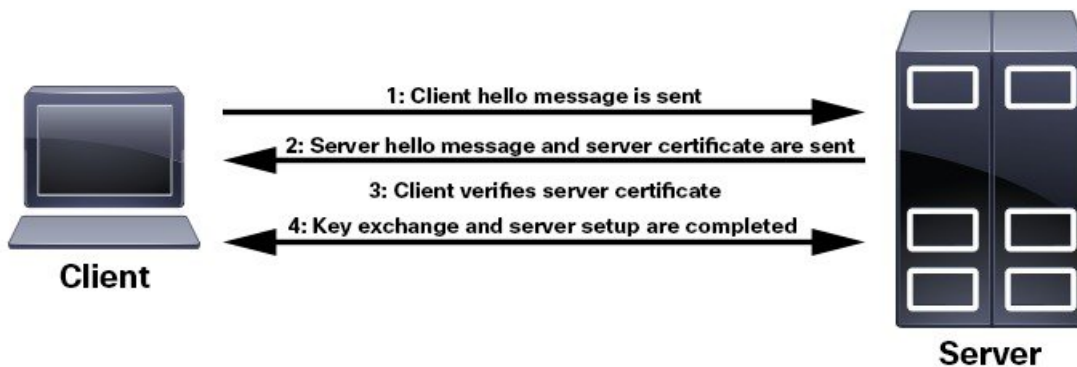 1: Client hello message is sent
2: Server hello message and server certificate are sent
3: Client verifies server certificate
4: Key exchange and server setup are completed
Client
Server